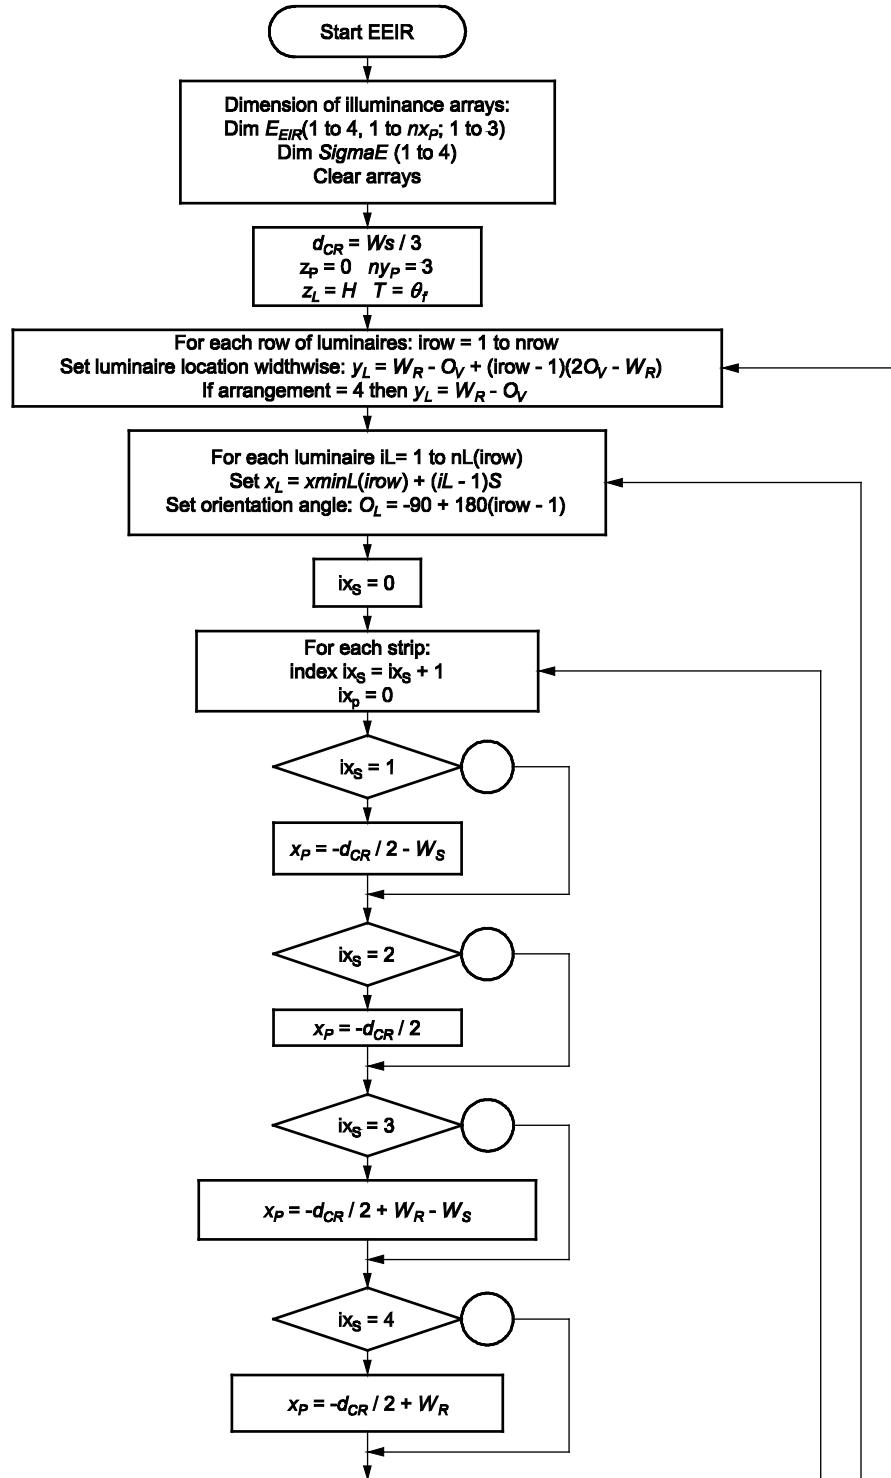 Start EEIR
Dimension of illuminance arrays:
Dim E_EIR(1 to 4, 1 to nx_P; 1 to 3)
Dim SigmaE (1 to 4)
Clear arrays
d_CR = Ws / 3
z_P = 0 ny_P = 3
z_L = H T = θ_f
For each row of luminaires: irow = 1 to nrow
Set luminaire location widthwise: y_L = W_R - O_V + (irow - 1)(2O_V - W_R)
If arrangement = 4 then y_L = W_R - O_V
For each luminaire iL= 1 to nL(irow)
Set x_L = xminL(irow) + (iL - 1)S
Set orientation angle: O_L = -90 + 180(irow - 1)
ix_S = 0
For each strip:
index ix_S = ix_S + 1
ix_p = 0
ix_S = 1
x_P = -d_CR / 2 - W_S
ix_S = 2
x_P = -d_CR / 2
ix_S = 3
x_P = -d_CR / 2 + W_R - W_S
ix_S = 4
x_P = -d_CR / 2 + W_R